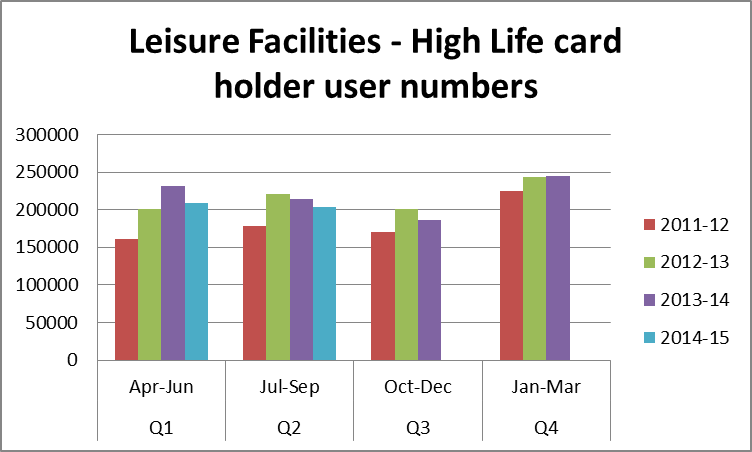 Leisure Facilities - High Life card
holder user numbers
300000
250000
200000
150000
100000
50000
0
Apr-Jun
Jul-Sep
Oct-Dec
Jan-Mar
Q1
Q2
Q3
Q4
2011-12
2012-13
2013-14
2014-15